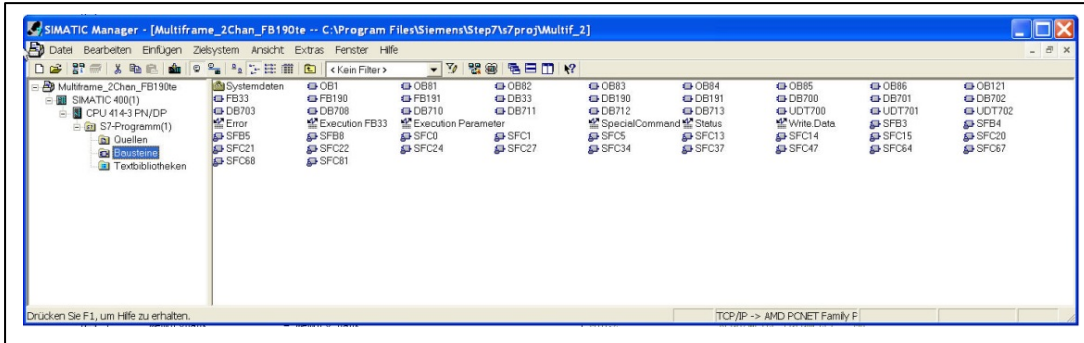 SIMATIC Manager - [Multiframe_2Chan_FB190te -- C:\Program Files\Siemens\Step7\s7proj\Multif_2]
Datei Bearbeiten Einfügen Zielsystem Ansicht Extras Fenster Hilfe
< Kein Filter >
Multiframe_2Chan_FB190te
SIMATIC 400(1)
CPU 414-3 PN/DP
S7-Programm(1)
Quellen
Bausteine
Textbibliotheken
Systemdaten OB1 OB81 OB82 OB83 OB84 OB85 OB86 OB121
FB33 FB190 FB191 DB33 DB190 DB191 DB700 DB701 DB702
DB703 DB708 DB710 DB711 DB712 DB713 UDT700 UDT701 UDT702
Error Execution FB33 Execution Parameter SpecialCommand Status Write.Data SFB3 SFB4
SFB5 SFB8 SFC0 SFC1 SFC5 SFC13 SFC14 SFC15 SFC20
SFC21 SFC22 SFC24 SFC27 SFC34 SFC37 SFC47 SFC64 SFC67
SFC68 SFC81
Drücken Sie F1, um Hilfe zu erhalten.
TCP/IP -> AMD PCNET Family F